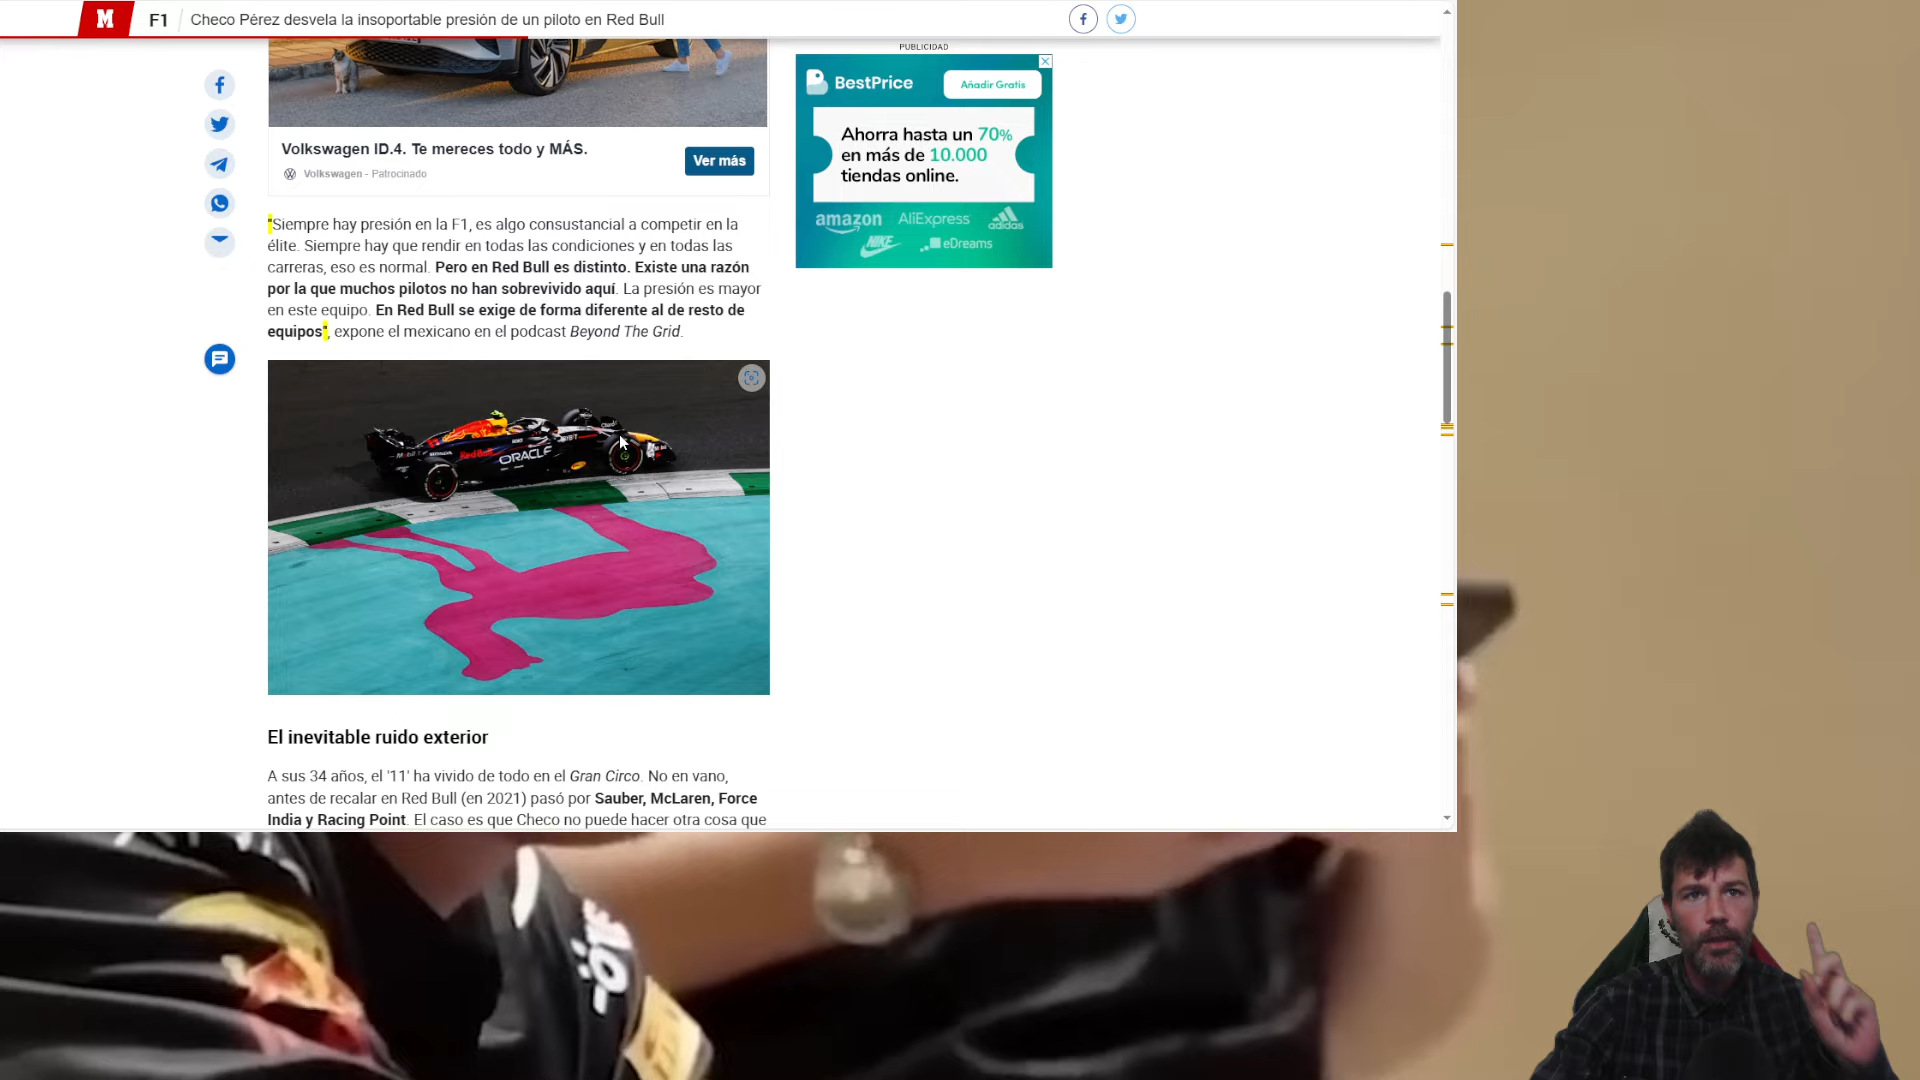 M F1 Checo Pérez desvela la insoportable presión de un piloto en Red Bull
PUBLICIDAD
BestPrice
Añadir Gratis
Ahorra hasta un 70%
en más de 10.000
tiendas online.
amazon AliExpress adidas
NIKE eDreams
Volkswagen ID.4. Te mereces todo y MÁS.
Volkswagen - Patrocinado
Ver más
"Siempre hay presión en la F1, es algo consustancial a competir en la
élite. Siempre hay que rendir en todas las condiciones y en todas las
carreras, eso es normal. Pero en Red Bull es distinto. Existe una razón
por la que muchos pilotos no han sobrevivido aquí. La presión es mayor
en este equipo. En Red Bull se exige de forma diferente al de resto de
equipos", expone el mexicano en el podcast Beyond The Grid.
Red Bull
ORACLE
El inevitable ruido exterior
A sus 34 años, el '11' ha vivido de todo en el Gran Circo. No en vano,
antes de recalar en Red Bull (en 2021) pasó por Sauber, McLaren, Force
India y Racing Point. El caso es que Checo no puede hacer otra cosa que